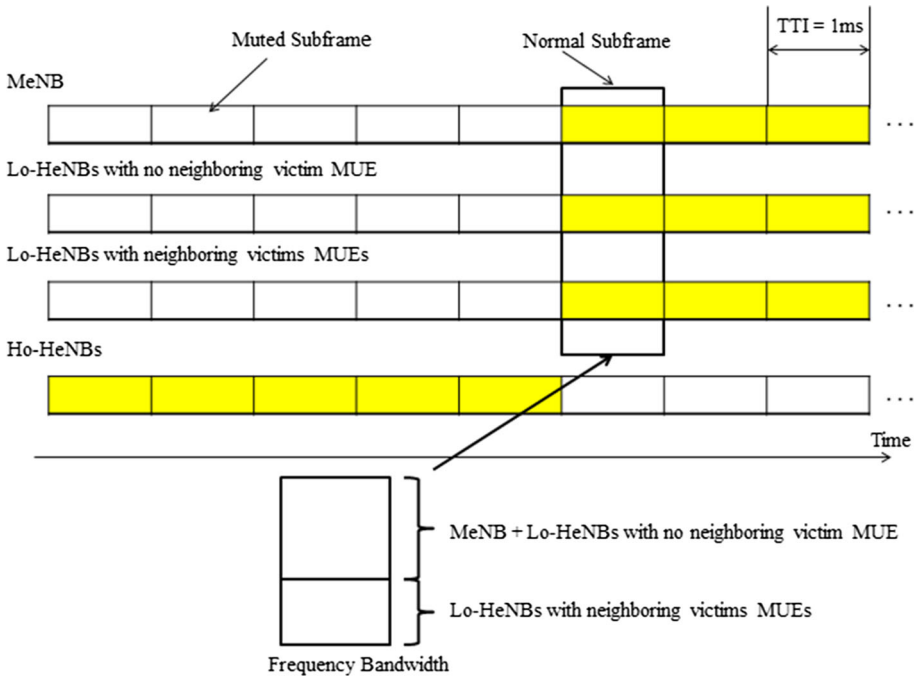 TTI = 1ms
Muted Subframe
Normal Subframe
MeNB
...
Lo-HeNBs with no neighboring victim MUE
...
Lo-HeNBs with neighboring victims MUEs
...
Ho-HeNBs
...
Time
MeNB + Lo-HeNBs with no neighboring victim MUE
Lo-HeNBs with neighboring victims MUEs
Frequency Bandwidth